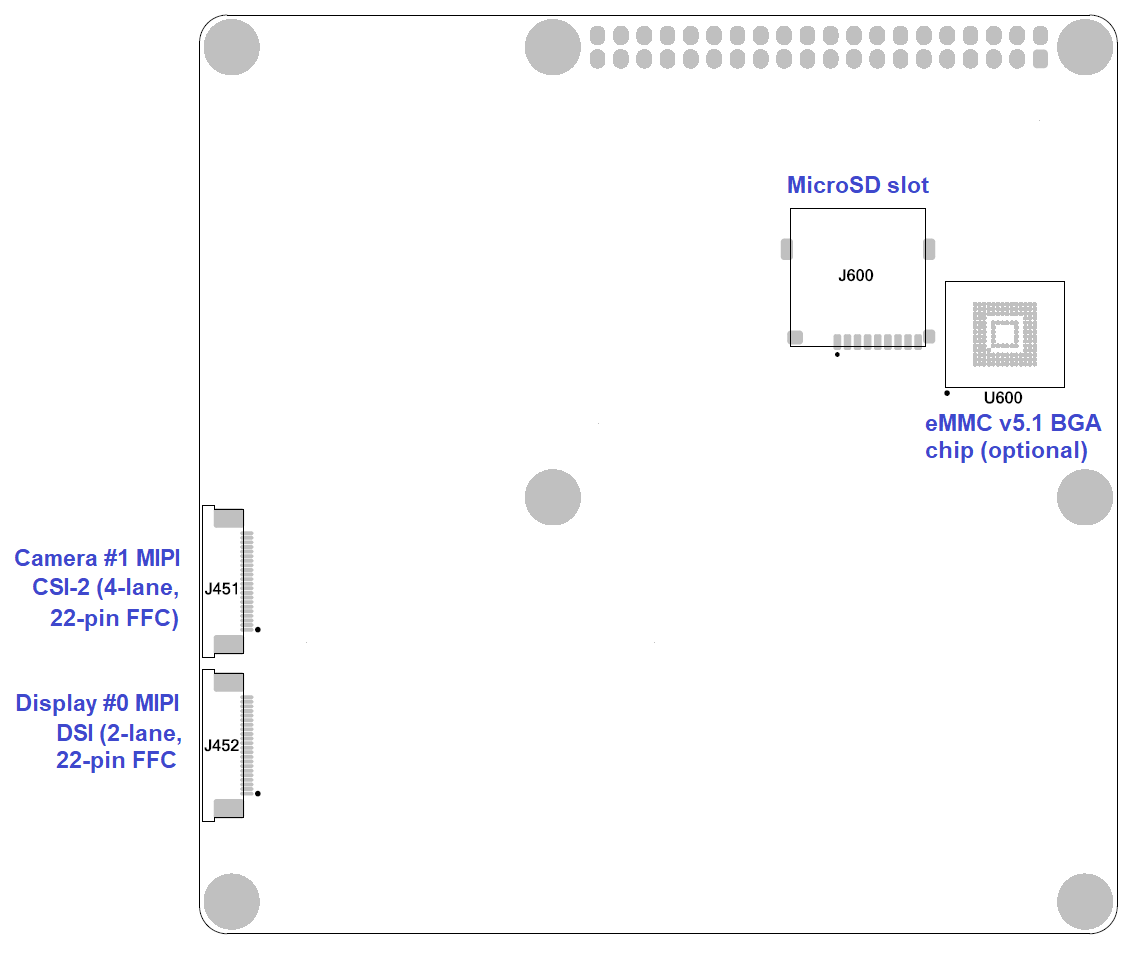 MicroSD slot
J600
U600
eMMC v5.1 BGA
chip (optional)
Camera #1 MIPI
CSI-2 (4-lane,
22-pin FFC)
J451
Display #0 MIPI
DSI (2-lane,
22-pin FFC
J452